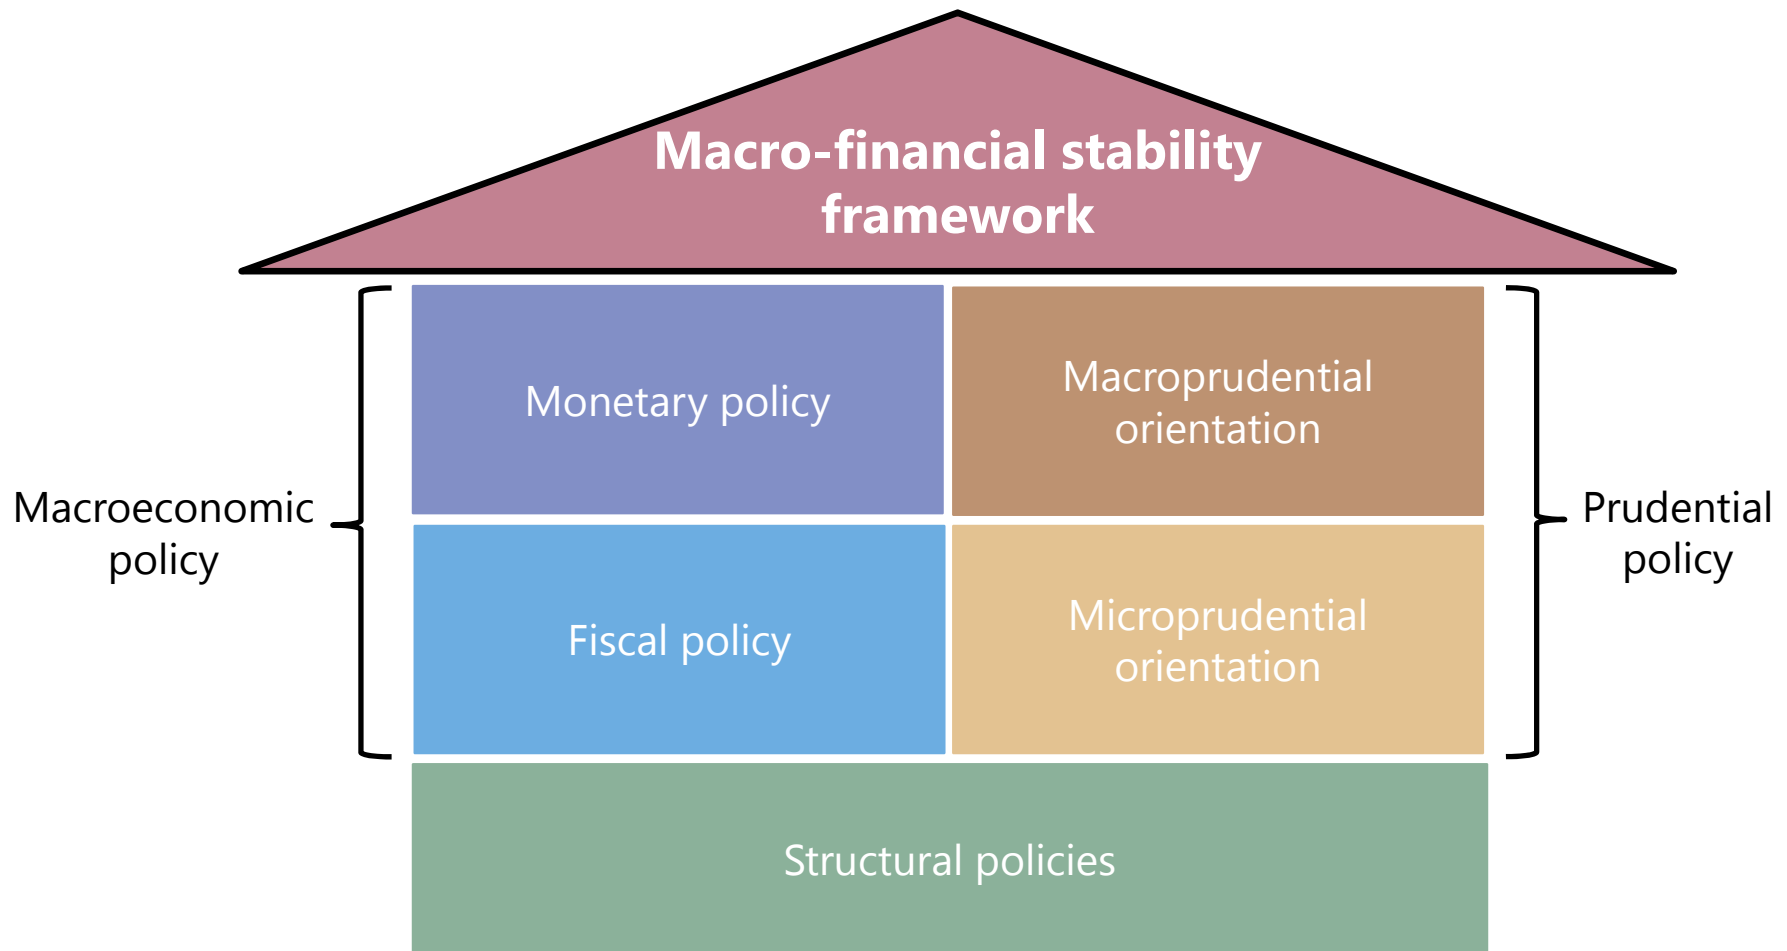 Macro-financial stability
framework
Monetary policy
Macroprudential
orientation
Macroeconomic
policy
Prudential
policy
Fiscal policy
Microprudential
orientation
Structural policies